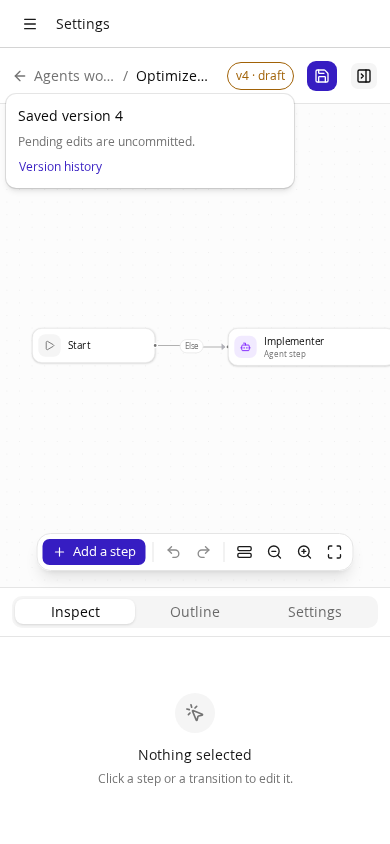 Settings
Agents wo... / Optimize...
v4 · draft
Saved version 4
Pending edits are uncommitted.
Version history
Start
Else
Implementer
Agent step
Add a step
Inspect
Outline
Settings
Nothing selected
Click a step or a transition to edit it.